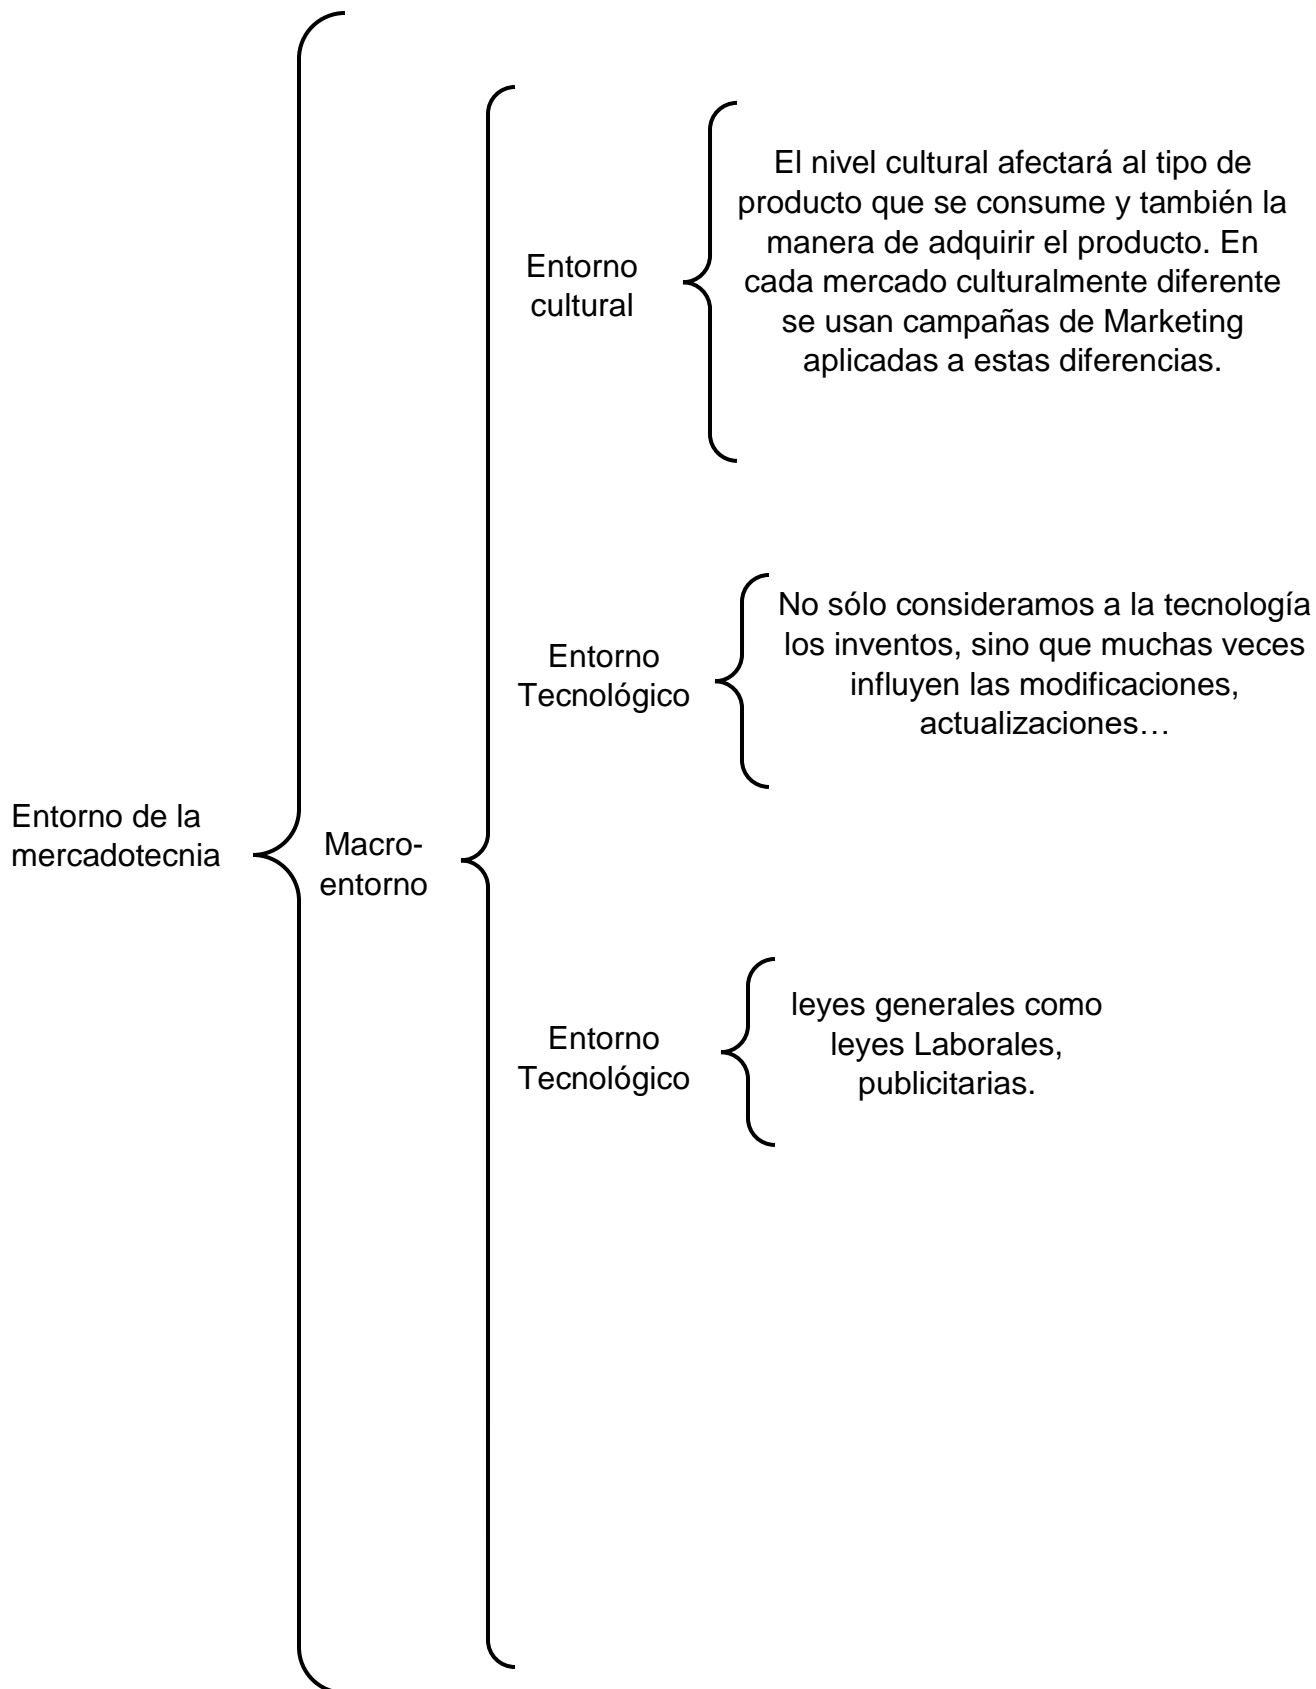 Entorno de la
mercadotecnia
Macro-
entorno
Entorno
cultural
El nivel cultural afectará al tipo de
producto que se consume y también la
manera de adquirir el producto. En
cada mercado culturalmente diferente
se usan campañas de Marketing
aplicadas a estas diferencias.
Entorno
Tecnológico
No sólo consideramos a la tecnología
los inventos, sino que muchas veces
influyen las modificaciones,
actualizaciones…
Entorno
Tecnológico
leyes generales como
leyes Laborales,
publicitarias.